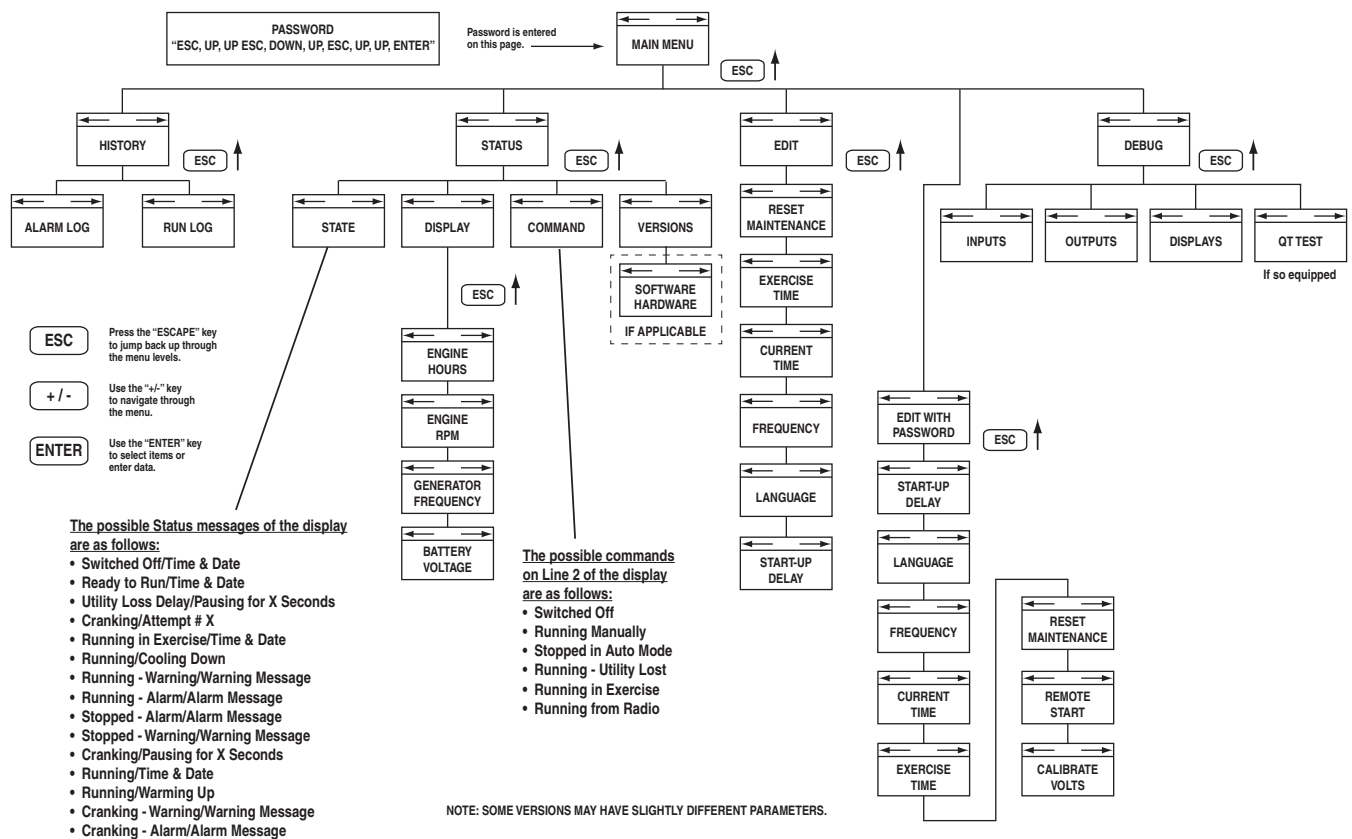 PASSWORD
“ESC, UP, UP ESC, DOWN, UP, ESC, UP, UP, ENTER”
Password is entered
on this page.
MAIN MENU
ESC
HISTORY
ESC
ALARM LOG
RUN LOG
STATUS
ESC
STATE
DISPLAY
COMMAND
VERSIONS
SOFTWARE
HARDWARE
IF APPLICABLE
ESC
ENGINE
HOURS
ENGINE
RPM
GENERATOR
FREQUENCY
BATTERY
VOLTAGE
EDIT
ESC
RESET
MAINTENANCE
EXERCISE
TIME
CURRENT
TIME
FREQUENCY
LANGUAGE
START-UP
DELAY
EDIT WITH
PASSWORD
ESC
START-UP
DELAY
LANGUAGE
FREQUENCY
CURRENT
TIME
EXERCISE
TIME
RESET
MAINTENANCE
REMOTE
START
CALIBRATE
VOLTS
DEBUG
ESC
INPUTS
OUTPUTS
DISPLAYS
QT TEST
If so equipped
ESC
Press the “ESCAPE” key
to jump back up through
the menu levels.
+ / -
Use the “+/-” key
to navigate through
the menu.
ENTER
Use the “ENTER” key
to select items or
enter data.
The possible Status messages of the display
are as follows:
• Switched Off/Time & Date
• Ready to Run/Time & Date
• Utility Loss Delay/Pausing for X Seconds
• Cranking/Attempt # X
• Running in Exercise/Time & Date
• Running/Cooling Down
• Running - Warning/Warning Message
• Running - Alarm/Alarm Message
• Stopped - Alarm/Alarm Message
• Stopped - Warning/Warning Message
• Cranking/Pausing for X Seconds
• Running/Time & Date
• Running/Warming Up
• Cranking - Warning/Warning Message
• Cranking - Alarm/Alarm Message
The possible commands
on Line 2 of the display
are as follows:
• Switched Off
• Running Manually
• Stopped in Auto Mode
• Running - Utility Lost
• Running in Exercise
• Running from Radio
NOTE: SOME VERSIONS MAY HAVE SLIGHTLY DIFFERENT PARAMETERS.